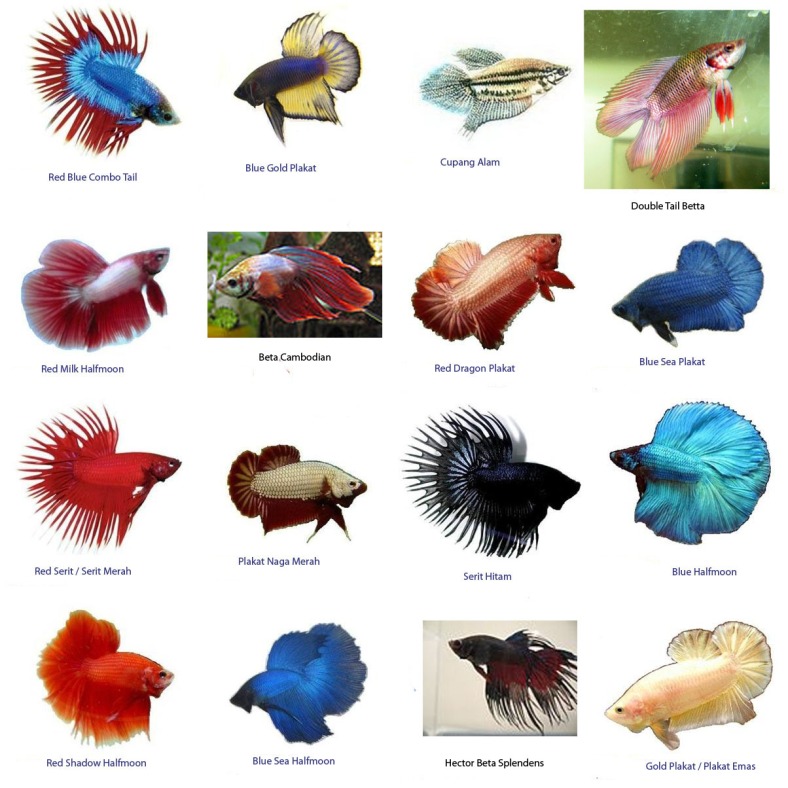 Red Blue Combo Tail
Blue Gold Plakat
Cupang Alam
Double Tail Betta
Red Milk Halfmoon
Beta Cambodian
Red Dragon Plakat
Blue Sea Plakat
Red Serit / Serit Merah
Plakat Naga Merah
Serit Hitam
Blue Halfmoon
Red Shadow Halfmoon
Blue Sea Halfmoon
Hector Beta Splendens
Gold Plakat / Plakat Emas